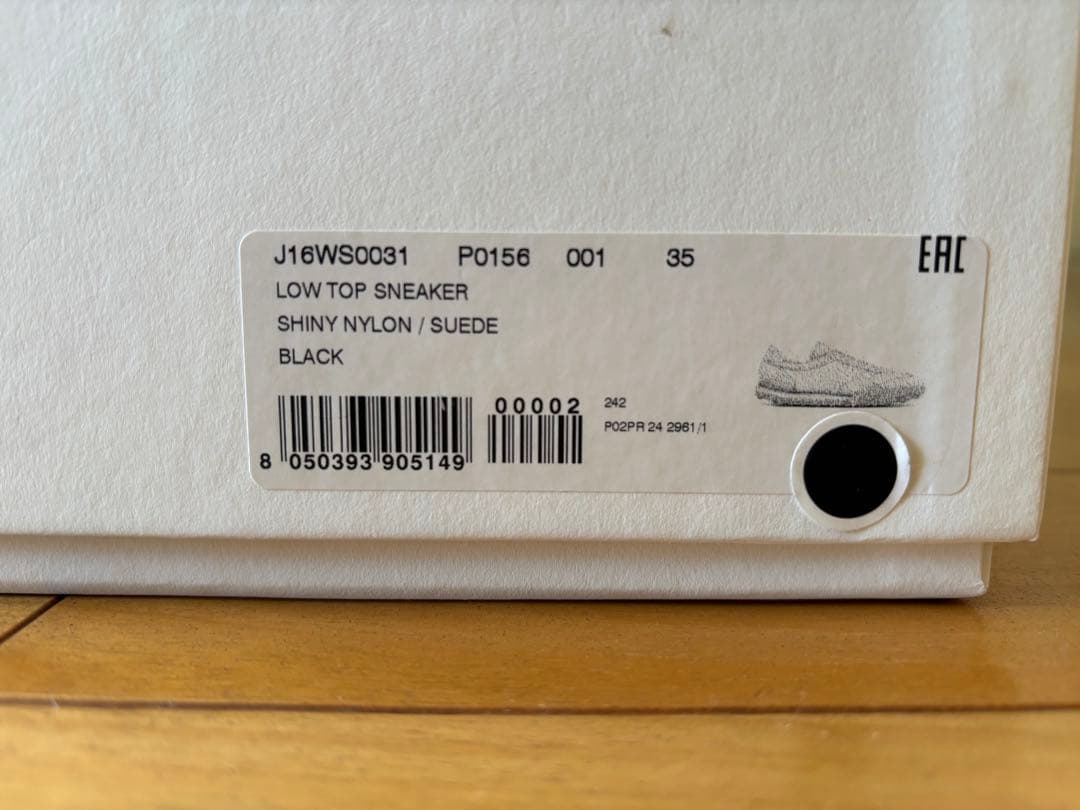 J16WS0031 P0156 001 35 EAC
LOW TOP SNEAKER
SHINY NYLON / SUEDE
BLACK
00002
242
P02PR 24 2961/1
8 050393 905149